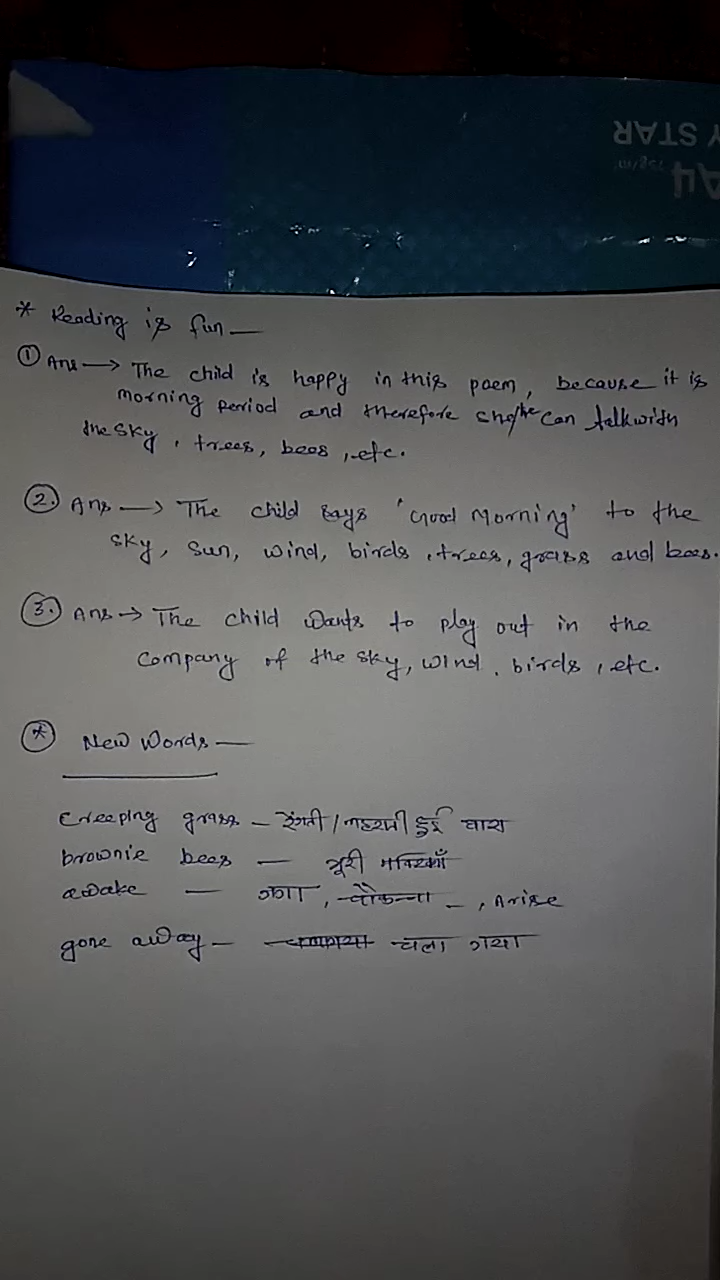 Y STAR
A4 75g/m
* Reading is fun —
① Ans → The child is happy in this poem, because it is
morning period and therefore she/he can talk with
the sky, trees, bees, etc.
②. Ans → The child says 'Good Morning' to the
sky, sun, wind, birds, trees, grass and bees.
③. Ans → The child wants to play out in the
company of the sky, wind, birds, etc.
* New Words —
Creeping grass – रेंगती/लहराती हुई घास
brownie bees — भूरी मक्खियाँ
awake — जगा, चौकन्ना –, Arise
gone away – चला गया